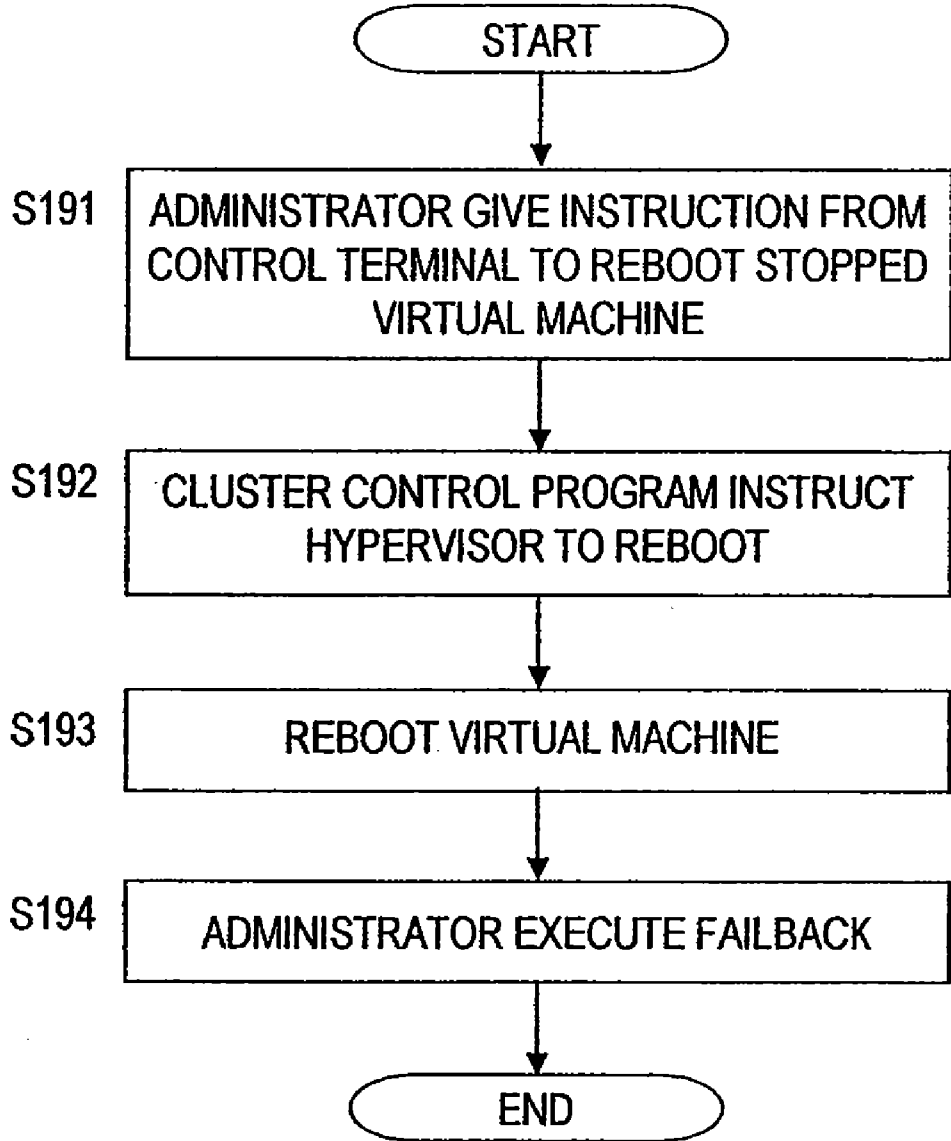 START
S191
ADMINISTRATOR GIVE INSTRUCTION FROM
CONTROL TERMINAL TO REBOOT STOPPED
VIRTUAL MACHINE
S192
CLUSTER CONTROL PROGRAM INSTRUCT
HYPERVISOR TO REBOOT
S193
REBOOT VIRTUAL MACHINE
S194
ADMINISTRATOR EXECUTE FAILBACK
END